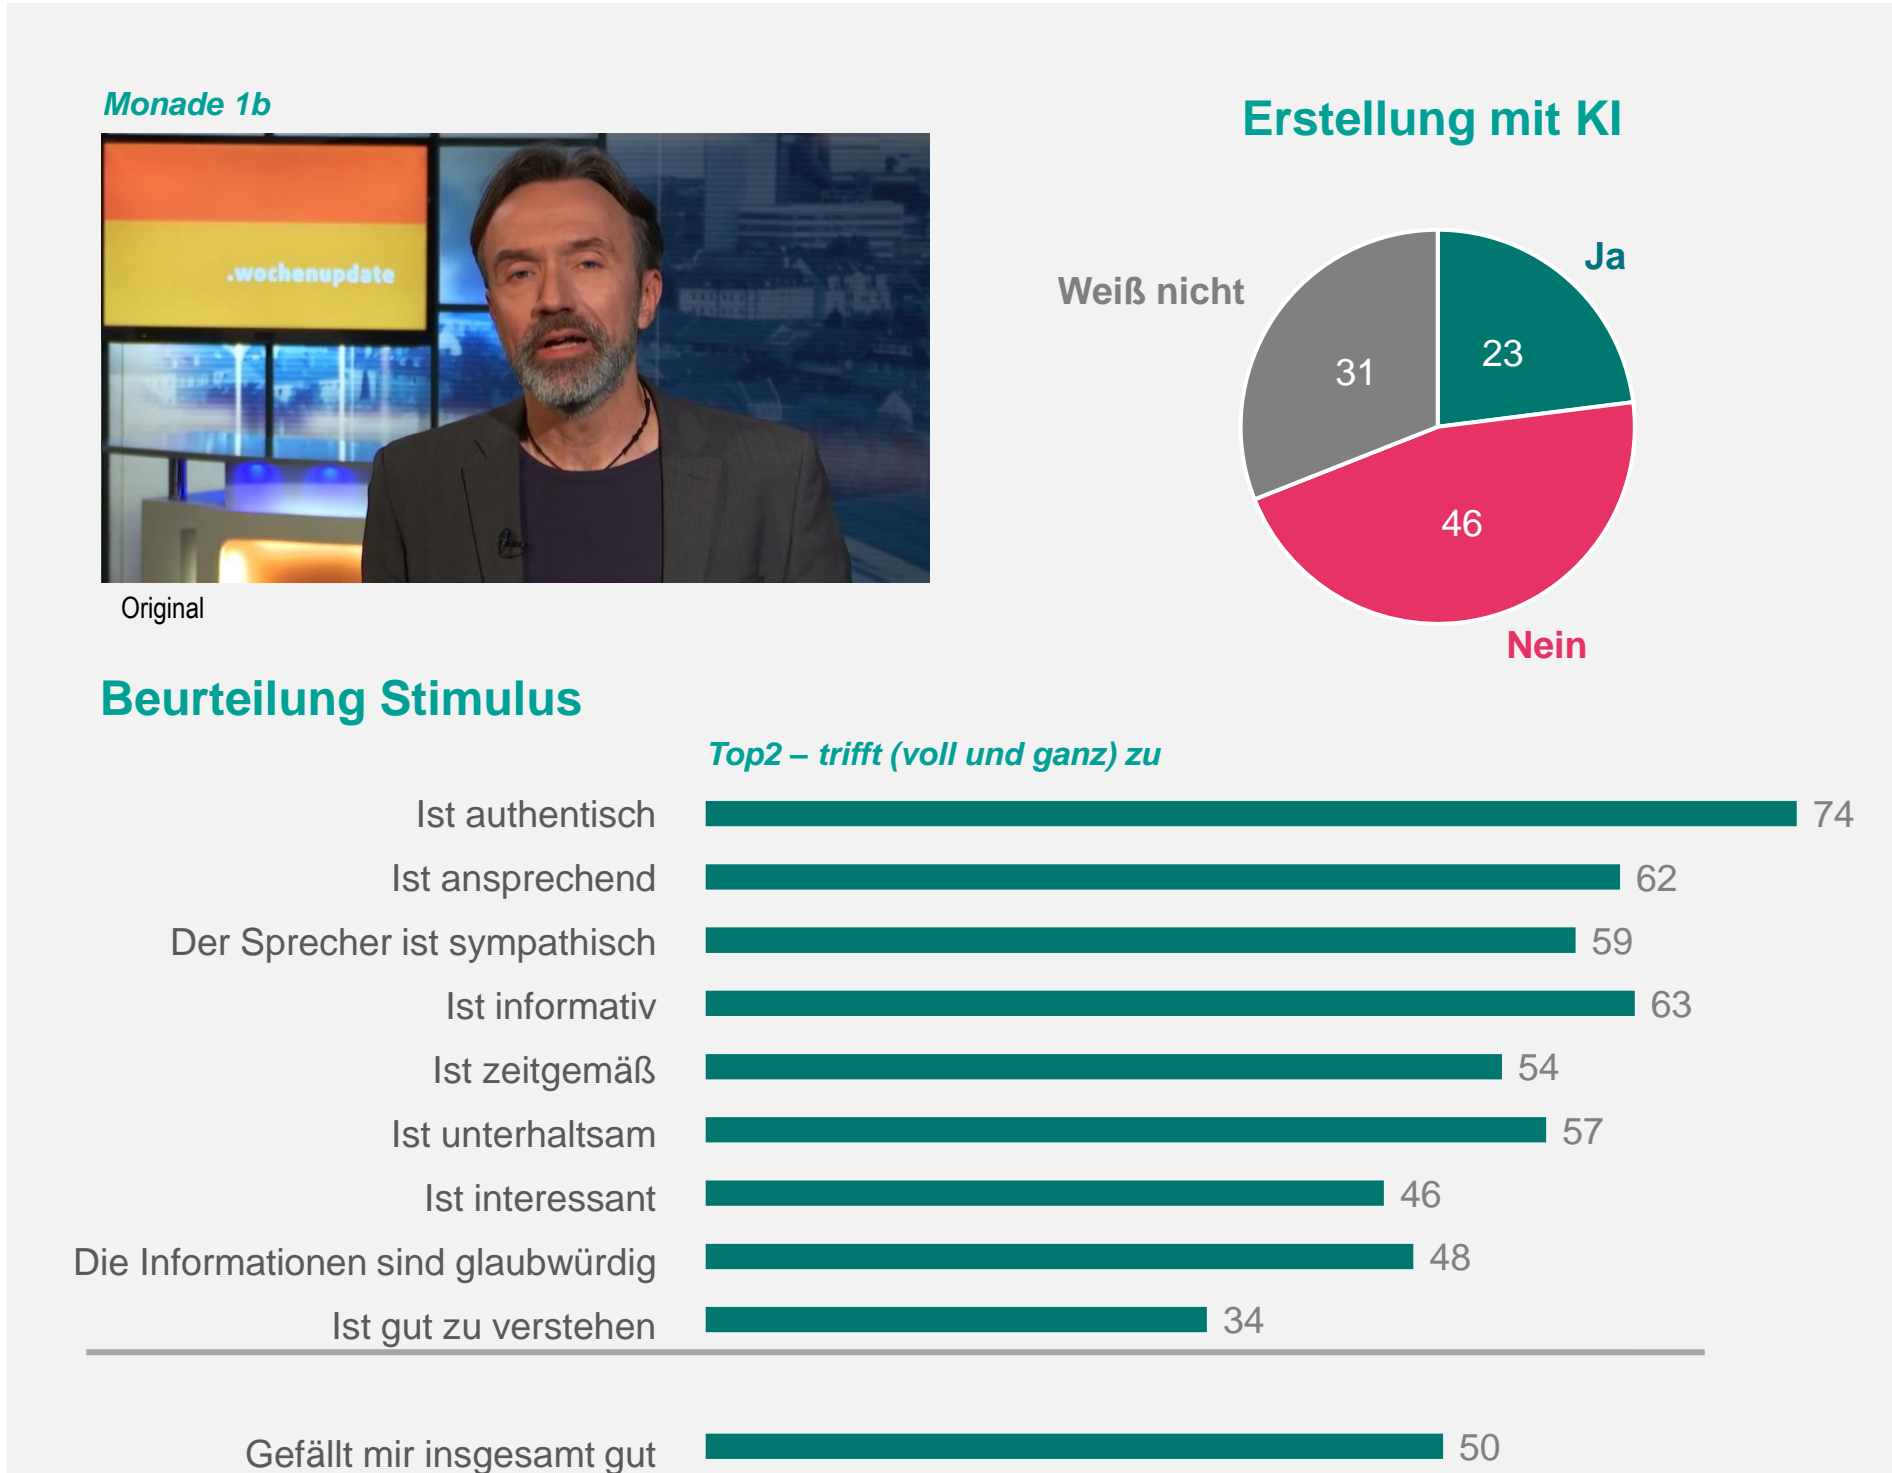 Monade 1b
Erstellung mit KI
.wochenupdate
Ja
Weiß nicht
23
31
46
Original
Nein
Beurteilung Stimulus
Top2 – trifft (voll und ganz) zu
Ist authentisch 74
Ist ansprechend 62
Der Sprecher ist sympathisch 59
Ist informativ 63
Ist zeitgemäß 54
Ist unterhaltsam 57
Ist interessant 46
Die Informationen sind glaubwürdig 48
Ist gut zu verstehen 34
Gefällt mir insgesamt gut 50